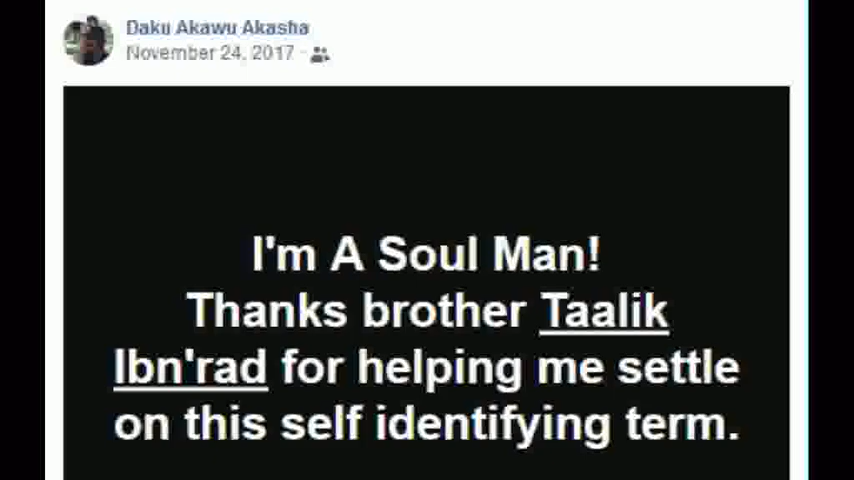 Daku Akawu Akasha
November 24, 2017 ·
I'm A Soul Man!
Thanks brother Taalik
Ibn'rad for helping me settle
on this self identifying term.